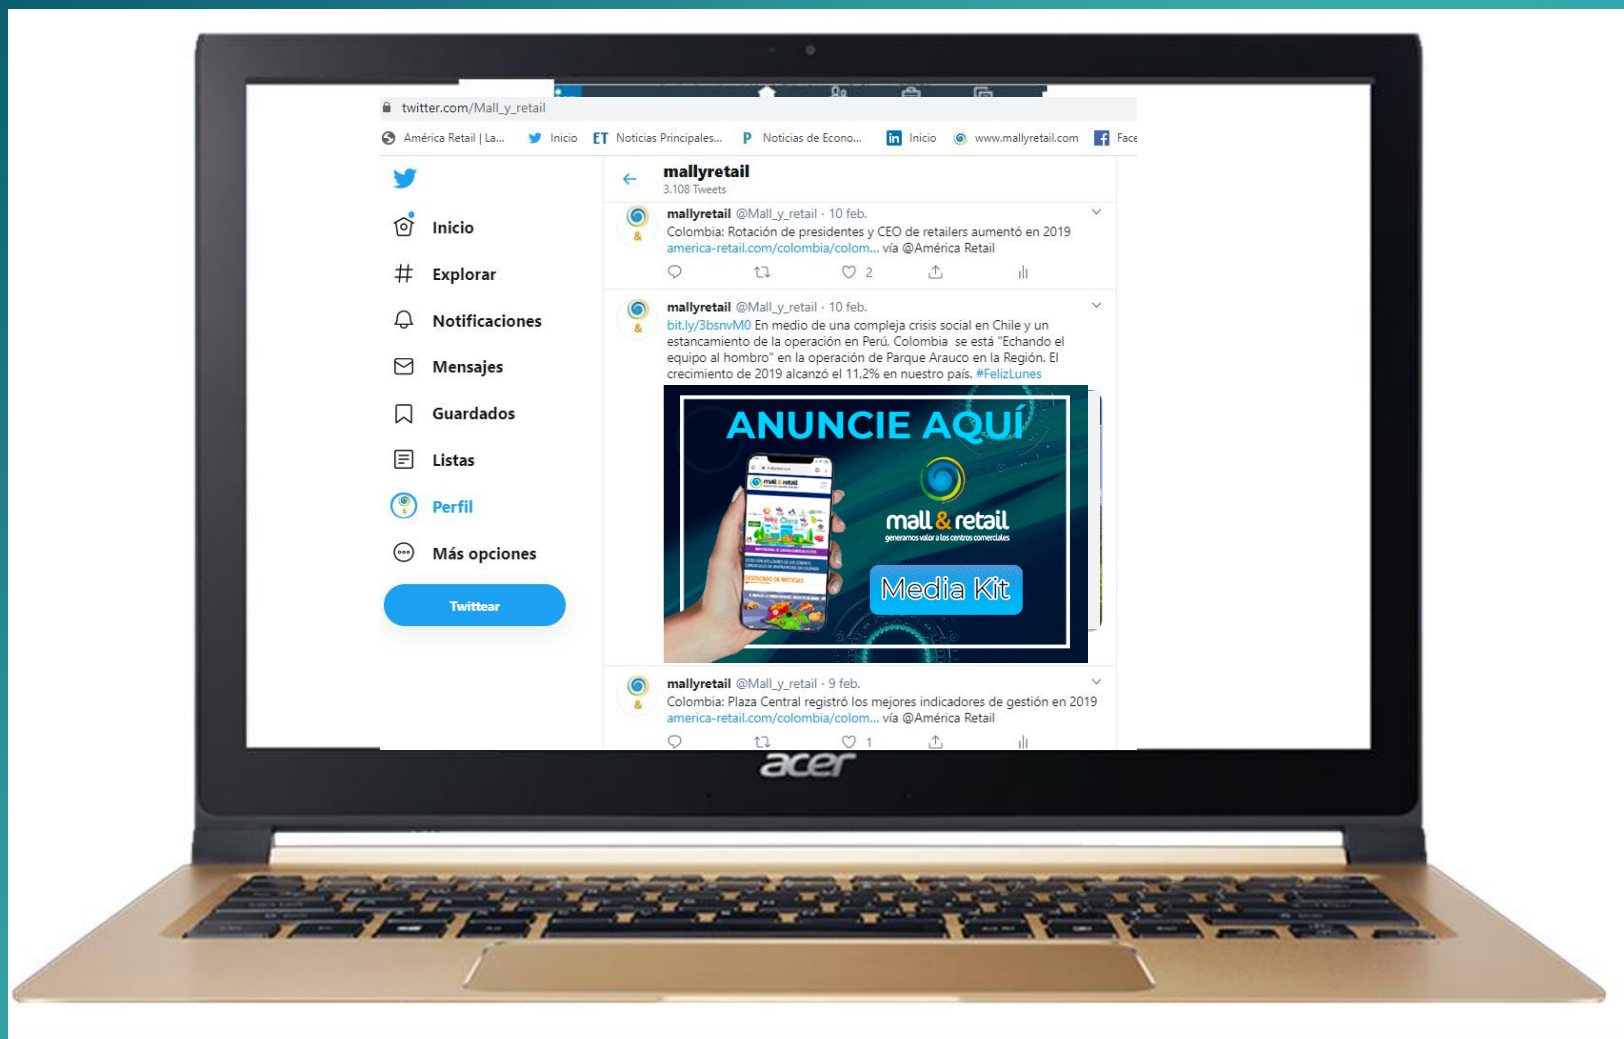 twitter.com/Mall_y_retail
América Retail | La... Inicio ET Noticias Principales... P Noticias de Econo... in Inicio www.mallyretail.com f Face
mallyretail
3.108 Tweets
Inicio
Explorar
Notificaciones
Mensajes
Guardados
Listas
Perfil
Más opciones
Twittear
mallyretail @Mall_y_retail · 10 feb.
Colombia: Rotación de presidentes y CEO de retailers aumentó en 2019
america-retail.com/colombia/colom... vía @América Retail
2
mallyretail @Mall_y_retail · 10 feb.
bit.ly/3bsnvM0 En medio de una compleja crisis social en Chile y un
estancamiento de la operación en Perú, Colombia se está "Echando el
equipo al hombro" en la operación de Parque Arauco en la Región. El
crecimiento de 2019 alcanzó el 11,2% en nuestro país. #FelizLunes
ANUNCIE AQUÍ
mall & retail
DESTACADO DE NOTICIAS
mall & retail
generamos valor a los centros comerciales
Media Kit
mallyretail @Mall_y_retail · 9 feb.
Colombia: Plaza Central registró los mejores indicadores de gestión en 2019
america-retail.com/colombia/colom... vía @América Retail
1
acer